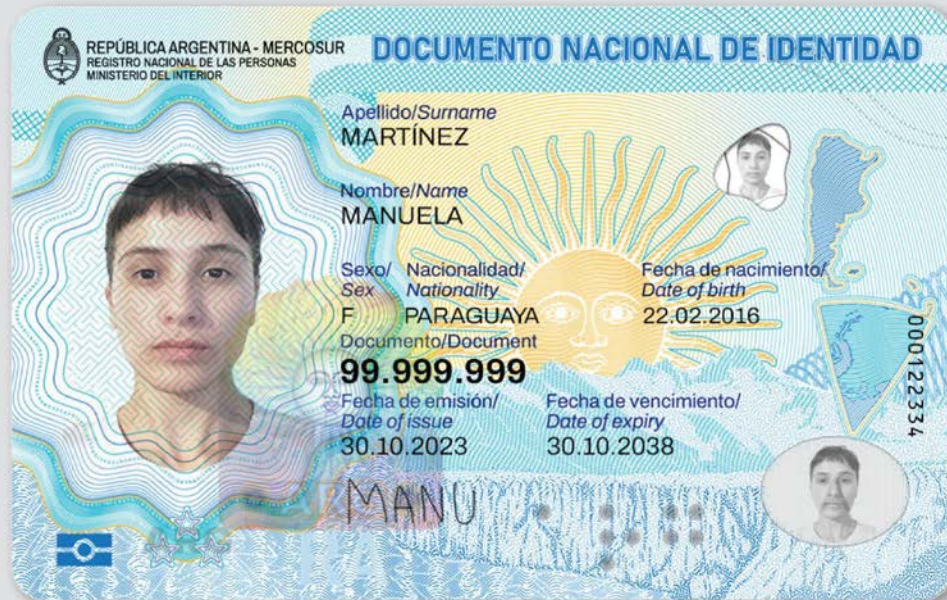 REPÚBLICA ARGENTINA - MERCOSUR
REGISTRO NACIONAL DE LAS PERSONAS
MINISTERIO DEL INTERIOR
DOCUMENTO NACIONAL DE IDENTIDAD
Apellido/Surname
MARTÍNEZ
Nombre/Name
MANUELA
Sexo/ Nacionalidad/ Fecha de nacimiento/
Sex Nationality Date of birth
F PARAGUAYA 22.02.2016
Documento/Document
99.999.999
Fecha de emisión/ Fecha de vencimiento/
Date of issue Date of expiry
30.10.2023 30.10.2038
MANU
000122334